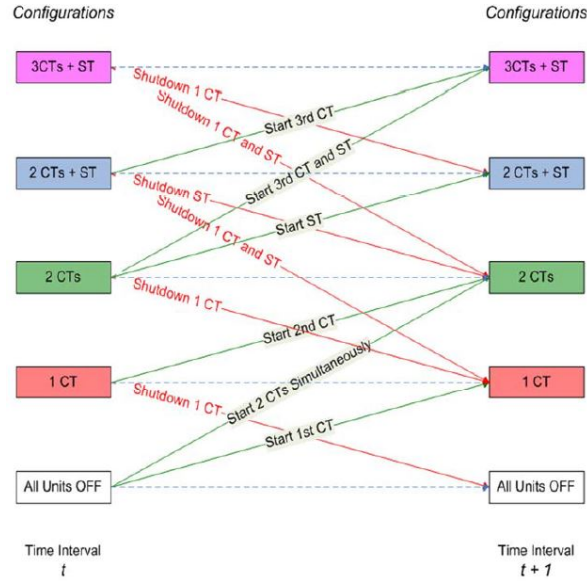 Configurations
Configurations
3CTs + ST
3CTs + ST
Shutdown 1 CT
Shutdown 1 CT and ST
Start 3rd CT
2 CTs + ST
2 CTs + ST
Shutdown ST
Start 3rd CT and ST
Shutdown 1 CT and ST
Start ST
2 CTs
2 CTs
Shutdown 1 CT
Start 2nd CT
Start 2 CTs Simultaneously
1 CT
1 CT
Shutdown 1 CT
Start 1st CT
All Units OFF
All Units OFF
Time Interval
t
Time Interval
t + 1